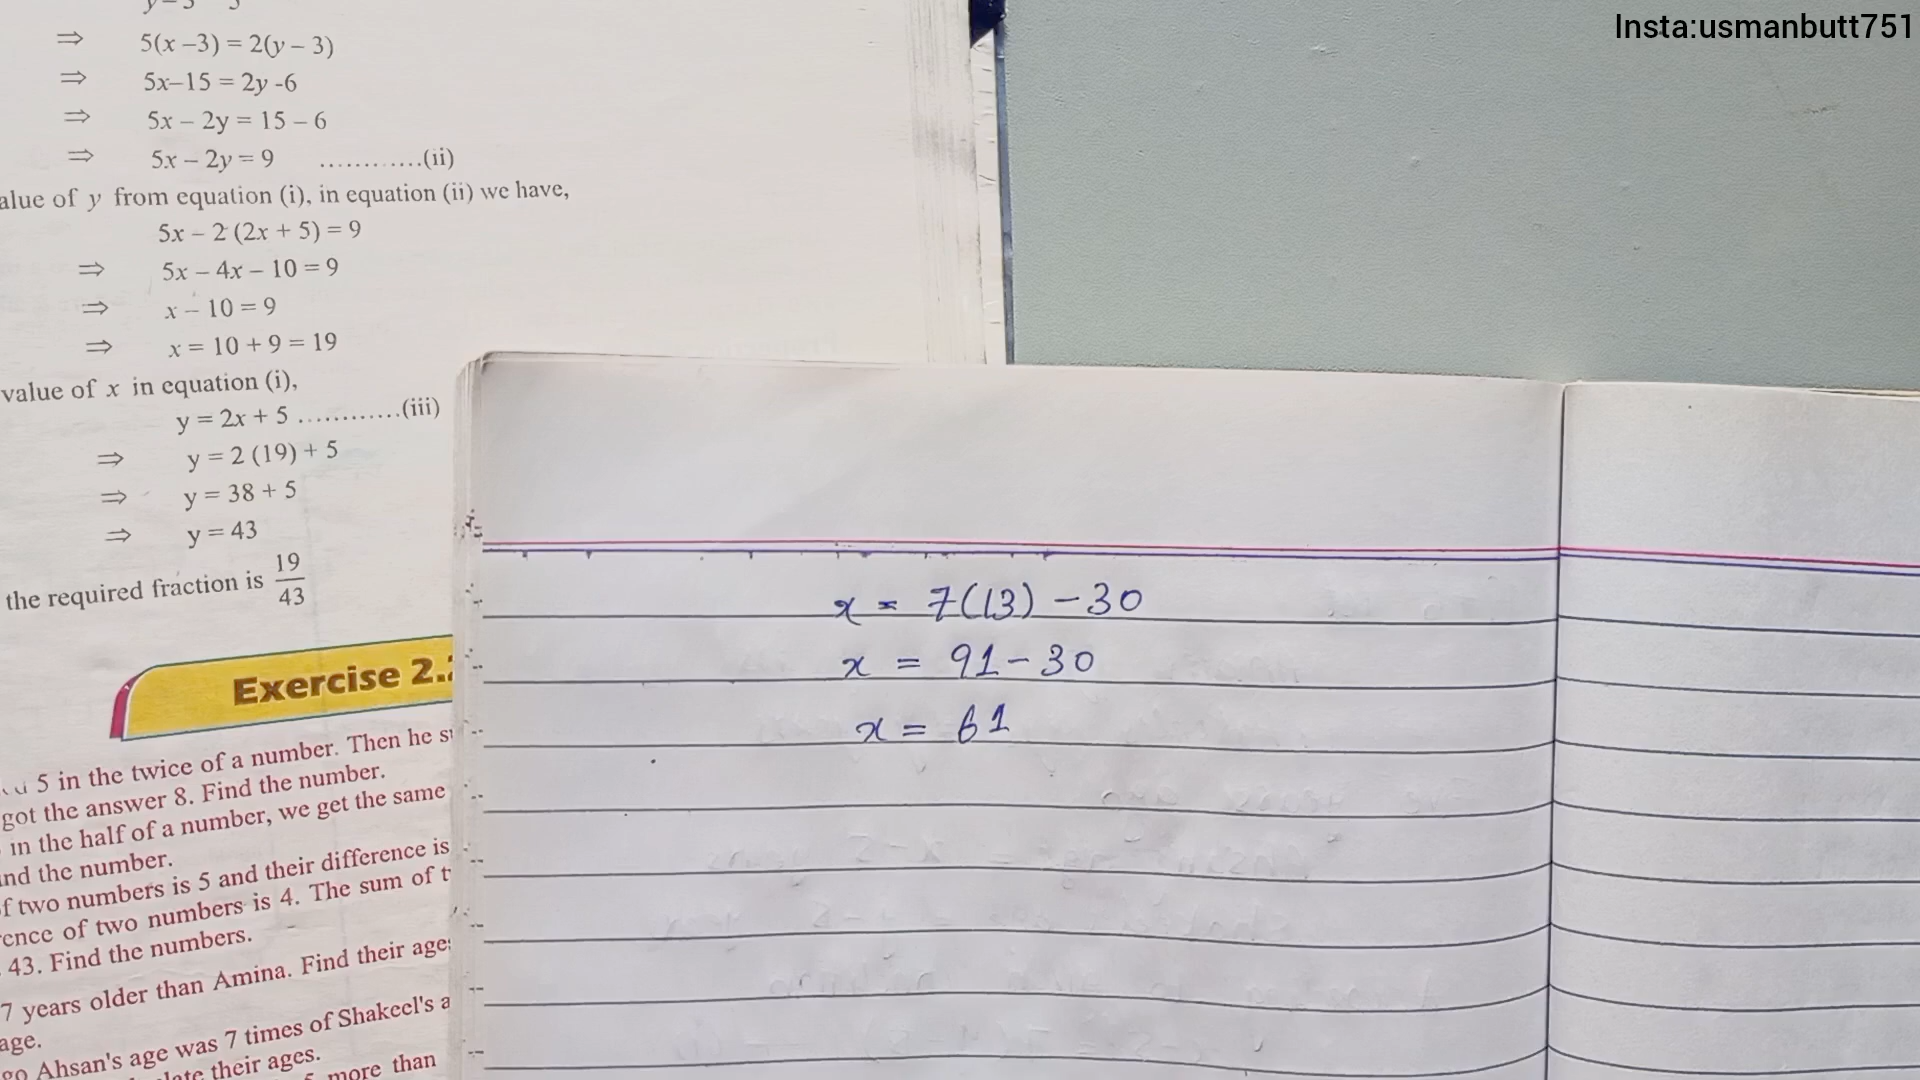 Insta:usmanbutt751
⇒ 5(x –3) = 2(y – 3)
⇒ 5x–15 = 2y -6
⇒ 5x – 2y = 15 – 6
⇒ 5x – 2y = 9 ............(ii)
value of y from equation (i), in equation (ii) we have,
5x – 2 (2x + 5) = 9
⇒ 5x – 4x – 10 = 9
⇒ x – 10 = 9
⇒ x = 10 + 9 = 19
value of x in equation (i),
y = 2x + 5 ............(iii)
⇒ y = 2 (19) + 5
⇒ y = 38 + 5
⇒ y = 43
the required fraction is 19/43
Exercise 2.
5 in the twice of a number. Then he
got the answer 8. Find the number.
in the half of a number, we get the same
the number.
of two numbers is 5 and their difference is
of two numbers is 4. The sum of
43. Find the numbers.
7 years older than Amina. Find their
age.
Ahsan's age was 7 times of Shakeel's
their ages.
more than
x = 7(13) - 30
x = 91 - 30
x = 61